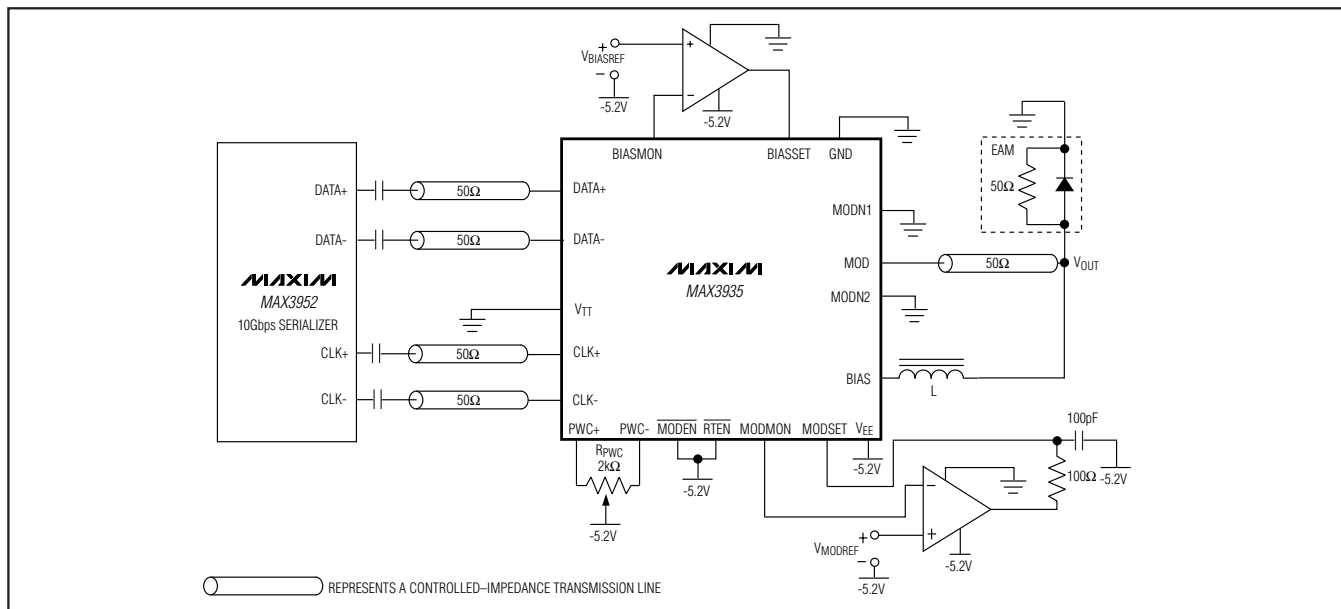 VBIASREF
+
−
-5.2V
+
−
-5.2V
BIASMON
BIASSET
GND
EAM
50Ω
DATA+
50Ω
DATA+
DATA-
50Ω
DATA-
MODN1
MAXIM
MAX3952
10Gbps SERIALIZER
MAXIM
MAX3935
MOD
50Ω
VOUT
MODN2
VTT
CLK+
50Ω
CLK+
CLK-
50Ω
CLK-
BIAS
L
PWC+
PWC-
MODEN
RTEN
MODMON
MODSET
VEE
RPWC
2kΩ
-5.2V
-5.2V
-5.2V
100pF
100Ω
-5.2V
−
+
VMODREF
+
−
-5.2V
-5.2V
REPRESENTS A CONTROLLED–IMPEDANCE TRANSMISSION LINE